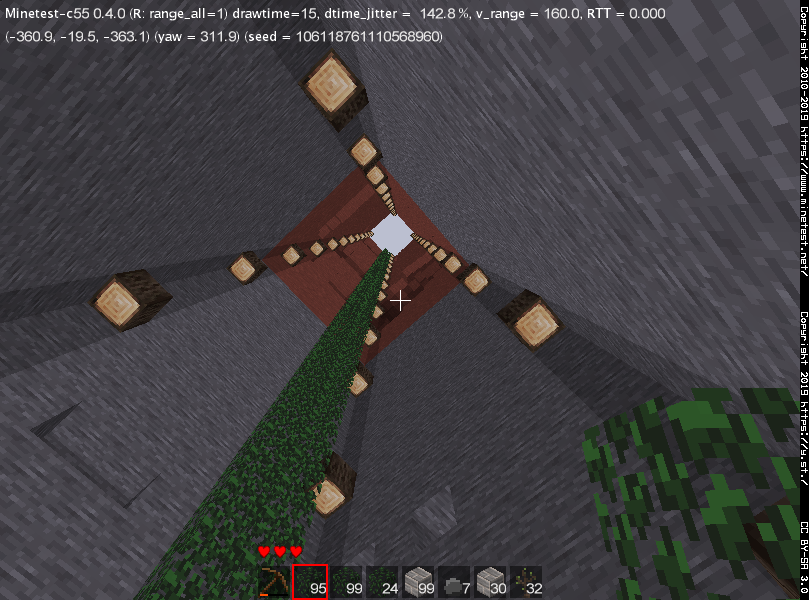 Minetest-c55 0.4.0 (R: range_all=1) drawtime=15, dtime_jitter = 142.8 %, v_range = 160.0, RTT = 0.000
(-360.9, -19.5, -363.1) (yaw = 311.9) (seed = 106118761110568960)
Copyright 2010-2019 https://www.minetest.net/
Copyright 2019 https://y.st./
CC BY-SA 3.0
95 99 24 99 7 30 32